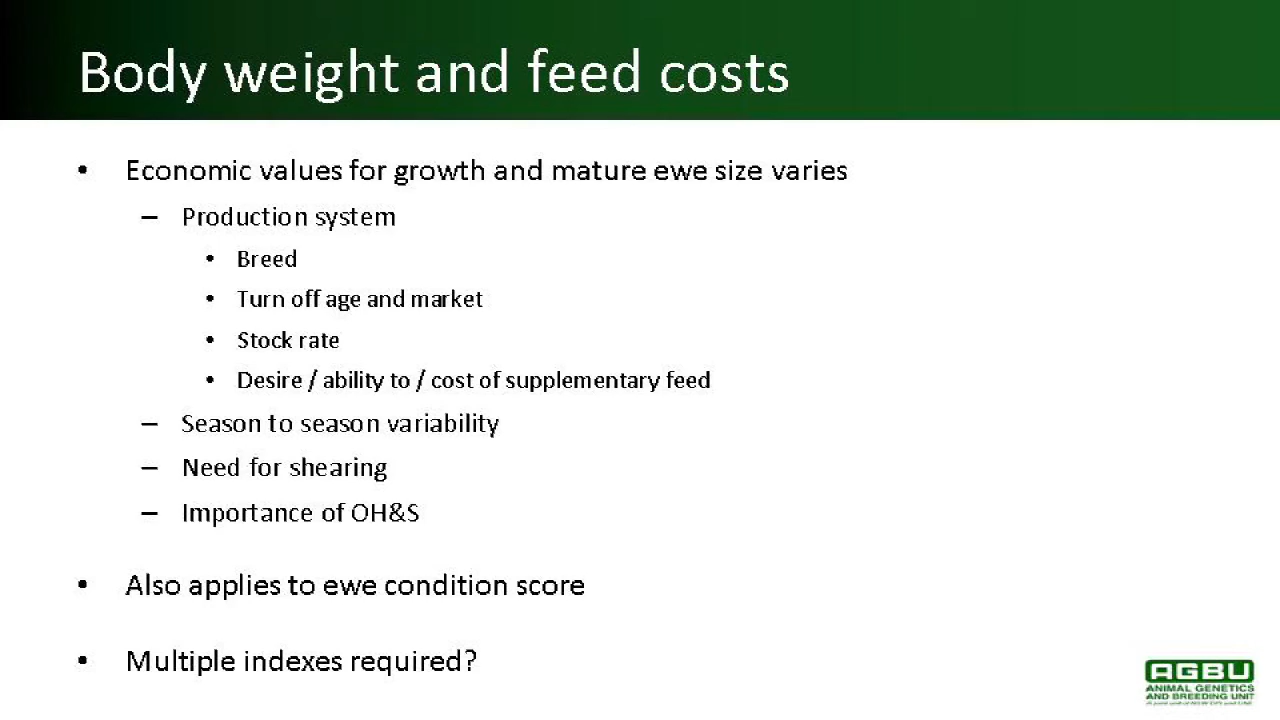 Body weight and feed costs
• Economic values for growth and mature ewe size varies
– Production system
• Breed
• Turn off age and market
• Stock rate
• Desire / ability to / cost of supplementary feed
– Season to season variability
– Need for shearing
– Importance of OH&S
• Also applies to ewe condition score
• Multiple indexes required?
AGBU
ANIMAL GENETICS
AND BREEDING UNIT